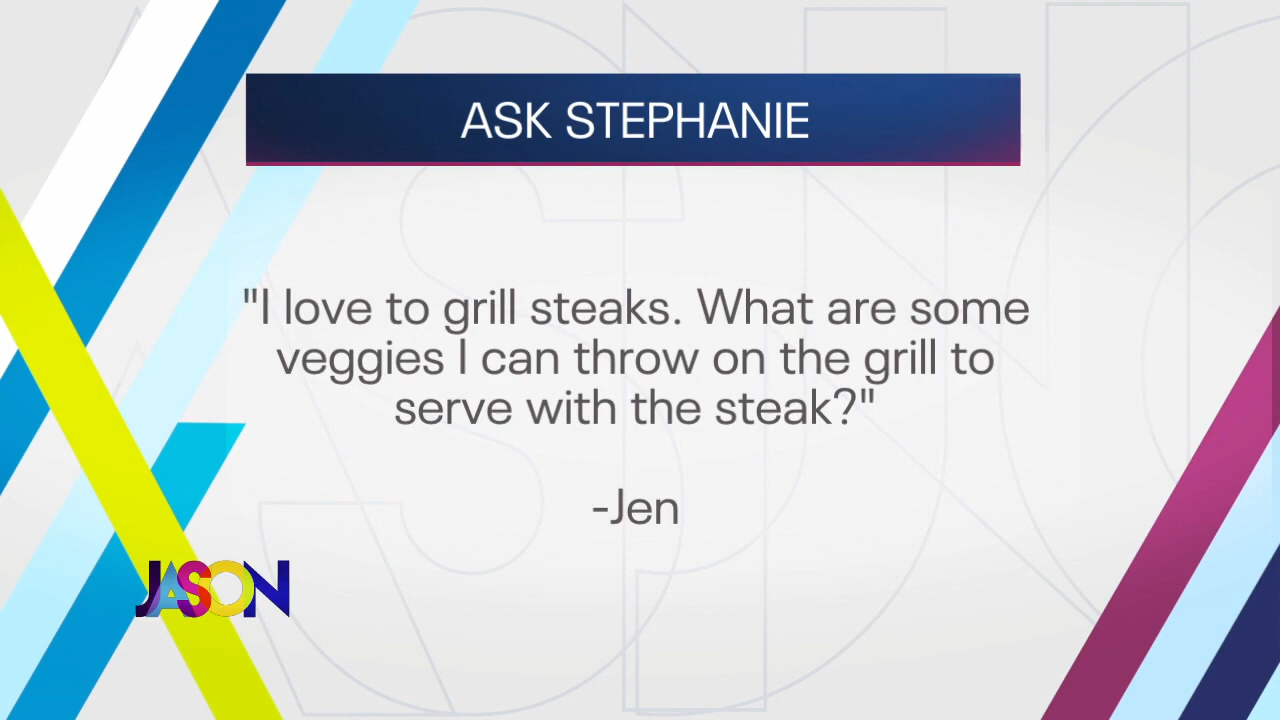 ASK STEPHANIE
"I love to grill steaks. What are some
veggies I can throw on the grill to
serve with the steak?"
-Jen
JASON